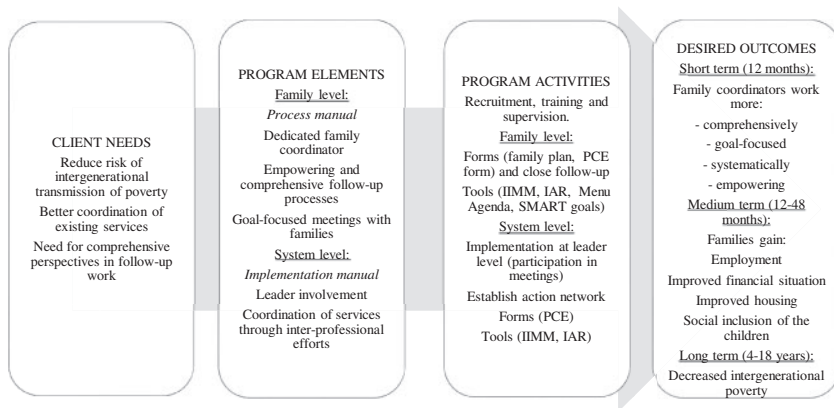 CLIENT NEEDS
Reduce risk of
intergenerational
transmission of poverty
Better coordination of
existing services
Need for comprehensive
perspectives in follow-up
work
PROGRAM ELEMENTS
Family level:
Process manual
Dedicated family
coordinator
Empowering and
comprehensive follow-up
processes
Goal-focused meetings with
families
System level:
Implementation manual
Leader involvement
Coordination of services
through inter-professional
efforts
PROGRAM ACTIVITIES
Recruitment, training and
supervision.
Family level:
Forms (family plan, PCE
form) and close follow-up
Tools (IIMM, IAR, Menu
Agenda, SMART goals)
System level:
Implementation at leader
level (participation in
meetings)
Establish action network
Forms (PCE)
Tools (IIMM, IAR)
DESIRED OUTCOMES
Short term (12 months):
Family coordinators work
more:
- comprehensively
- goal-focused
- systematically
- empowering
Medium term (12-48
months):
Families gain:
Employment
Improved financial situation
Improved housing
Social inclusion of the
children
Long term (4-18 years):
Decreased intergenerational
poverty